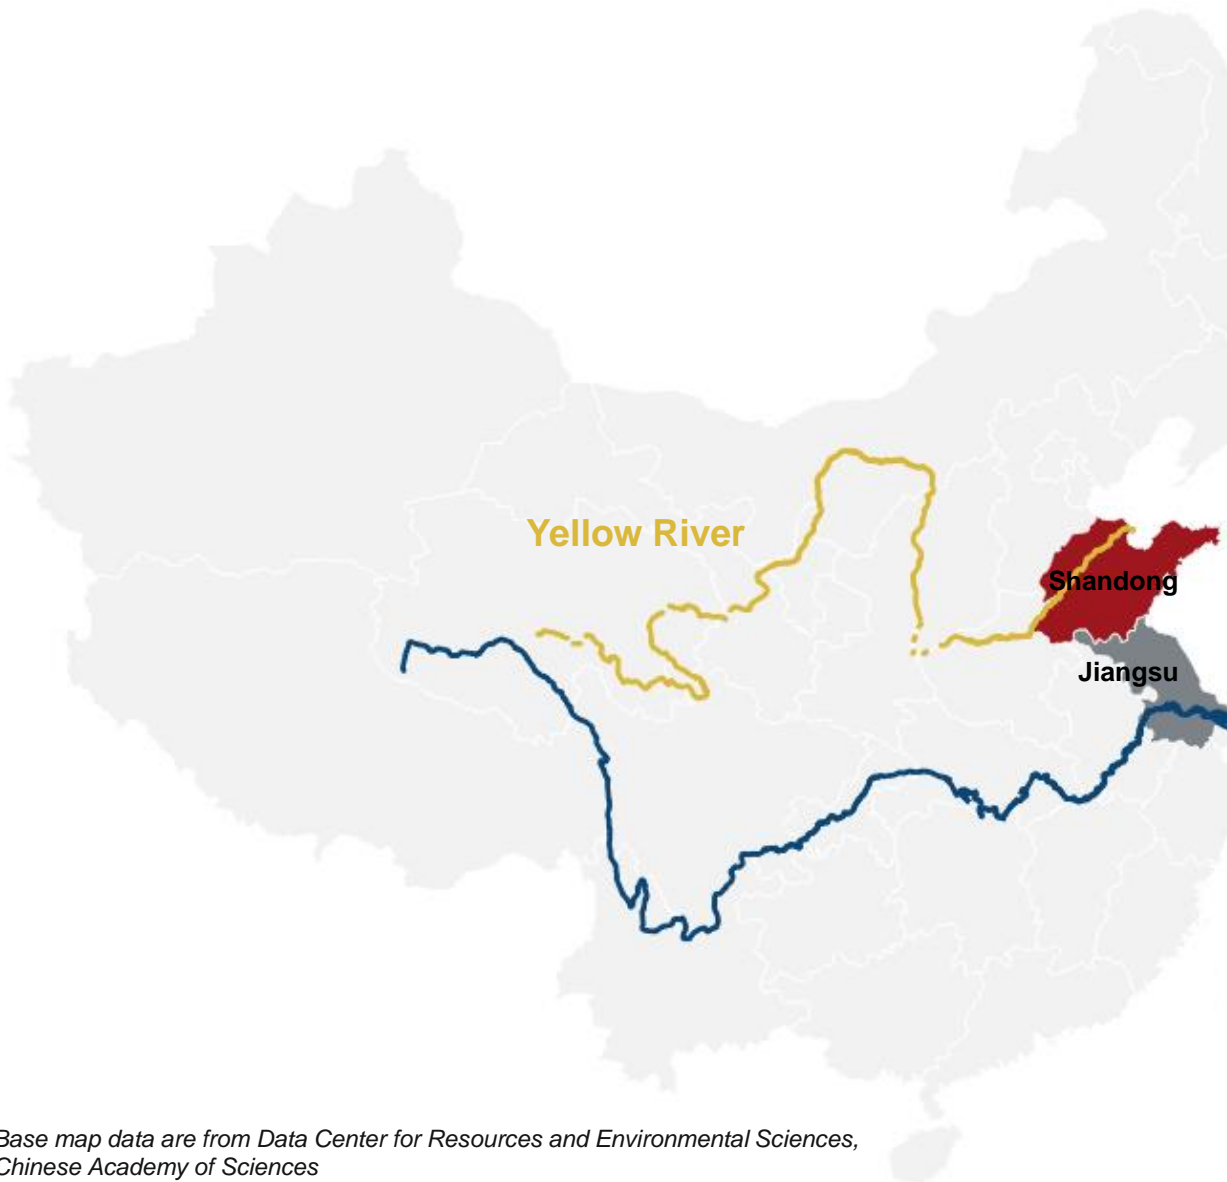 Yellow River
Shandong
Jiangsu
Base map data are from Data Center for Resources and Environmental Sciences,
Chinese Academy of Sciences